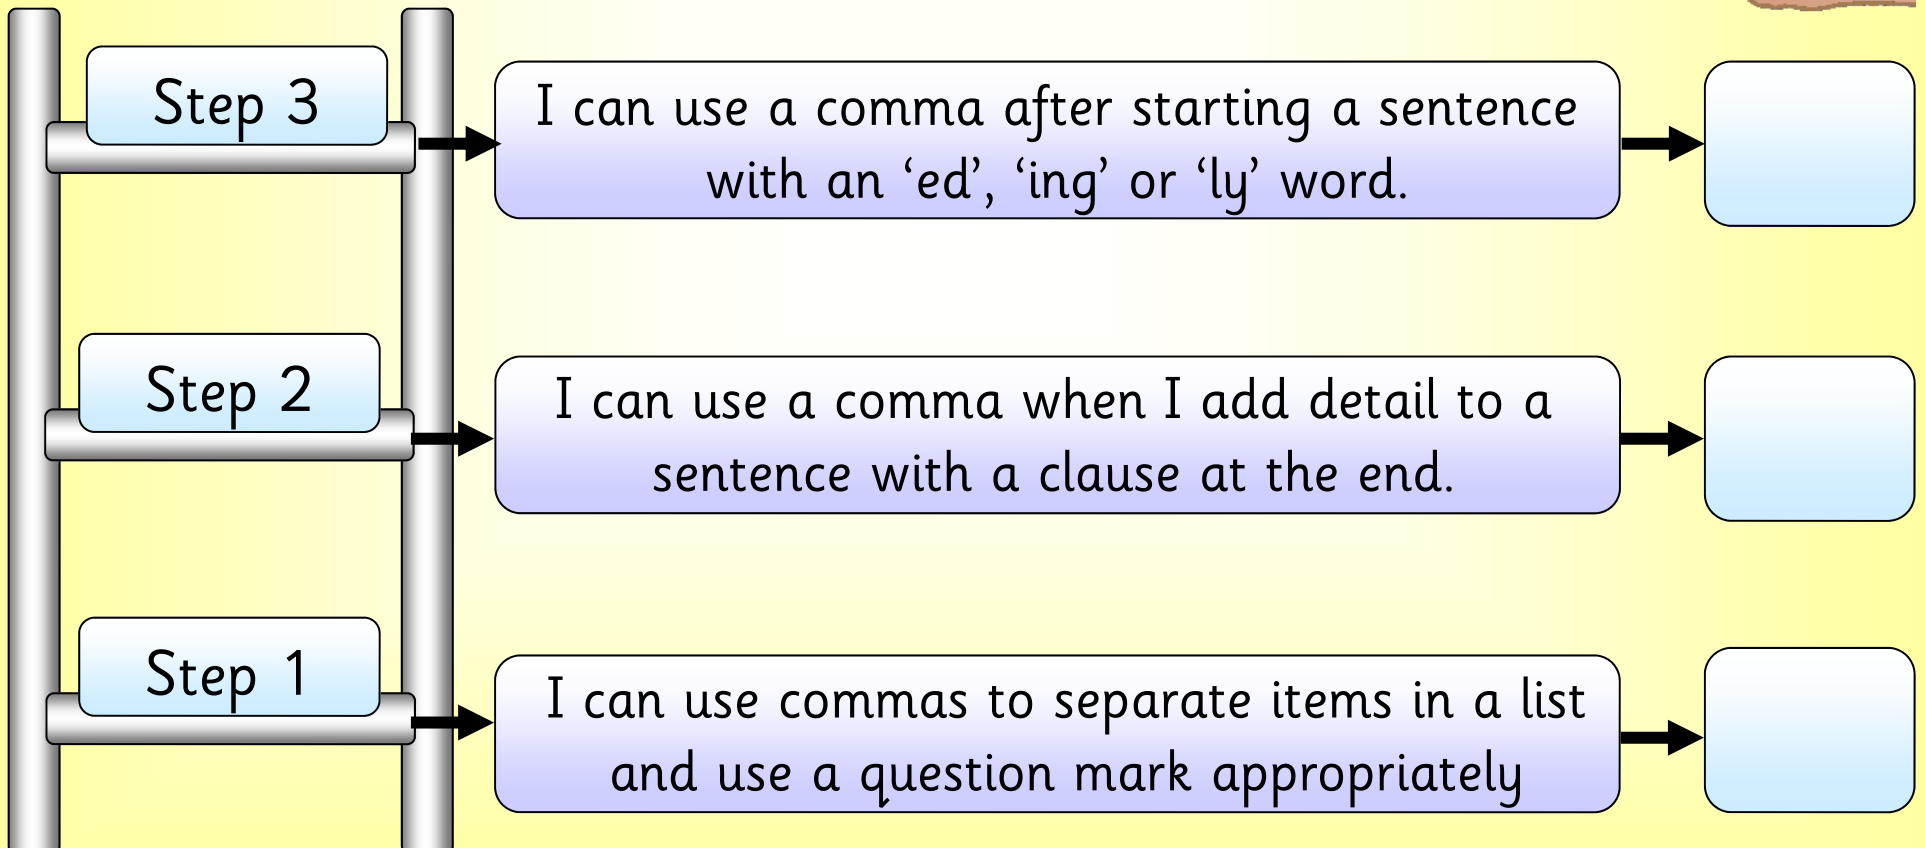 Step 3
I can use a comma after starting a sentence
with an ‘ed’, ‘ing’ or ‘ly’ word.
Step 2
I can use a comma when I add detail to a
sentence with a clause at the end.
Step 1
I can use commas to separate items in a list
and use a question mark appropriately